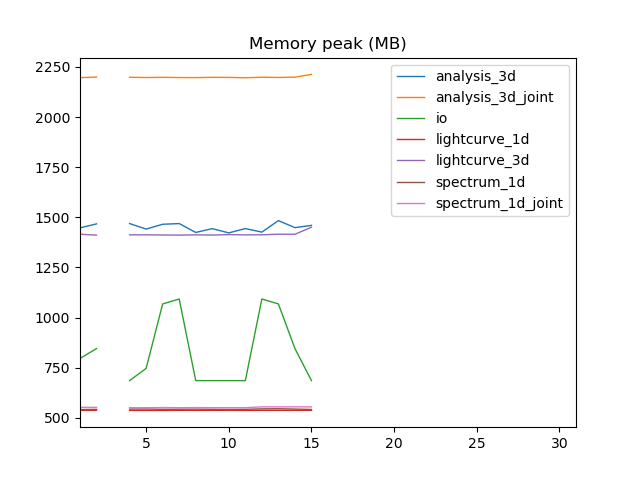 Memory peak (MB)
2250
2000
1750
1500
1250
1000
750
500
5
10
15
20
25
30
analysis_3d
analysis_3d_joint
io
lightcurve_1d
lightcurve_3d
spectrum_1d
spectrum_1d_joint